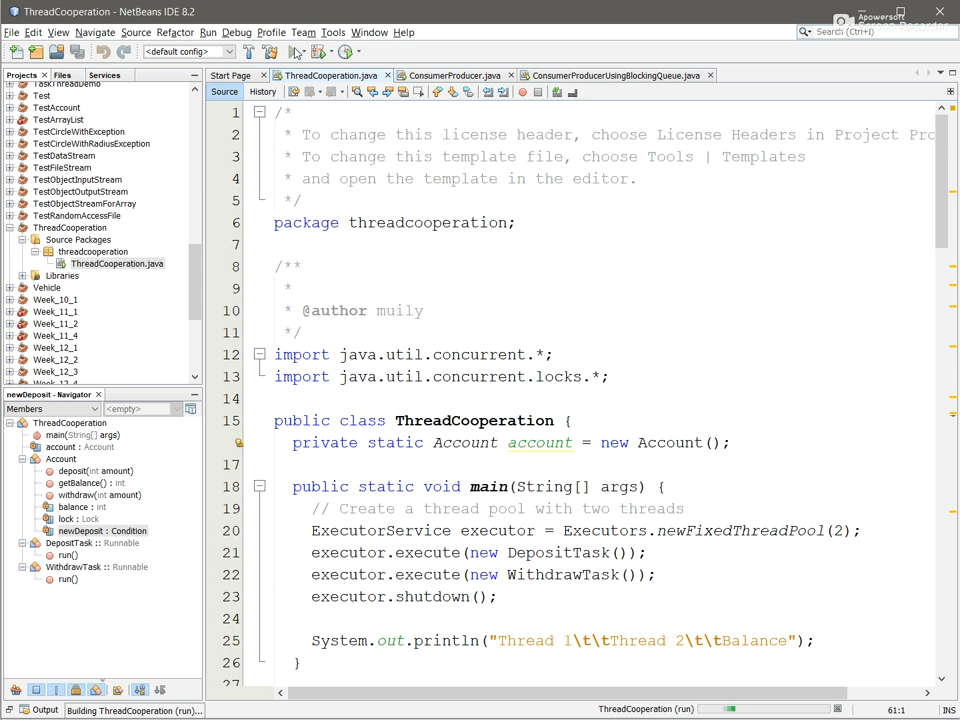 ThreadCooperation - NetBeans IDE 8.2
Apowersoft
Screen Recorder
File Edit View Navigate Source Refactor Run Debug Profile Team Tools Window Help
Search (Ctrl+I)
<default config>
Projects Files Services
Start Page ThreadCooperation.java ConsumerProducer.java ConsumerProducerUsingBlockingQueue.java
Source History
TaskThreadDemo
Test
TestAccount
TestArrayList
TestCircleWithException
TestCircleWithRadiusException
TestDataStream
TestFileStream
TestObjectInputStream
TestObjectOutputStream
TestObjectStreamForArray
TestRandomAccessFile
ThreadCooperation
Source Packages
threadcooperation
ThreadCooperation.java
Libraries
Vehicle
Week_10_1
Week_11_1
Week_11_2
Week_11_4
Week_12_1
Week_12_2
Week_12_3
Week_12_4
newDeposit - Navigator
Members <empty>
ThreadCooperation
main(String[] args)
account : Account
Account
deposit(int amount)
getBalance() : int
withdraw(int amount)
balance : int
lock : Lock
newDeposit : Condition
DepositTask :: Runnable
run()
WithdrawTask :: Runnable
run()
1 /*
2 * To change this license header, choose License Headers in Project Pro
3 * To change this template file, choose Tools | Templates
4 * and open the template in the editor.
5 */
6 package threadcooperation;
7
8 /**
9 *
10 * @author muily
11 */
12 import java.util.concurrent.*;
13 import java.util.concurrent.locks.*;
14
15 public class ThreadCooperation {
private static Account account = new Account();
17
18 public static void main(String[] args) {
19 // Create a thread pool with two threads
20 ExecutorService executor = Executors.newFixedThreadPool(2);
21 executor.execute(new DepositTask());
22 executor.execute(new WithdrawTask());
23 executor.shutdown();
24
25 System.out.println("Thread 1\t\tThread 2\t\tBalance");
26 }
27
Output Building ThreadCooperation (run)... ThreadCooperation (run) 61:1 INS